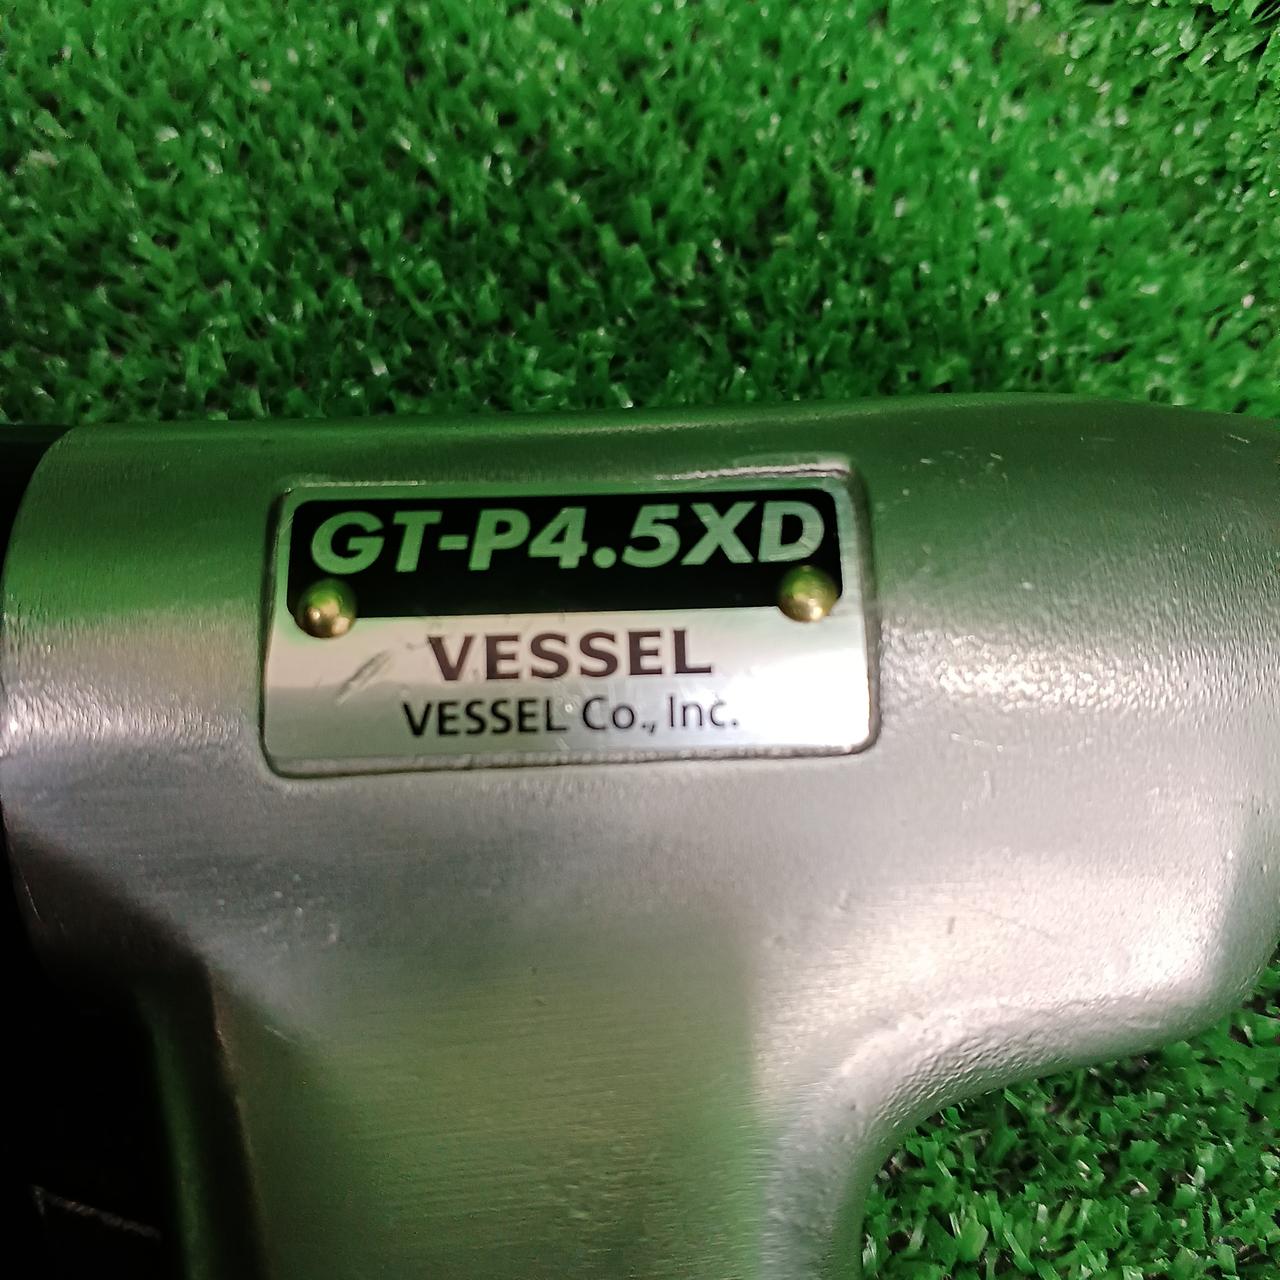 GT-P4.5XD
VESSEL
VESSEL Co., Inc.